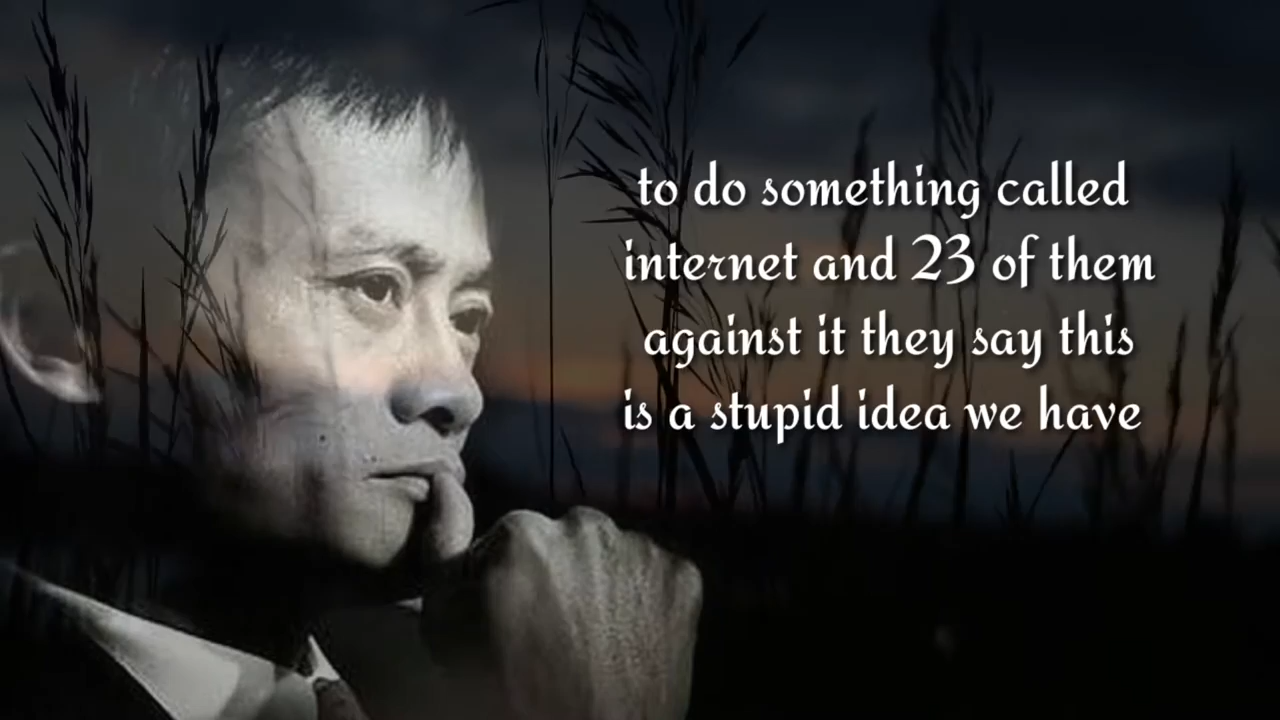 to do something called
internet and 23 of them
against it they say this
is a stupid idea we have